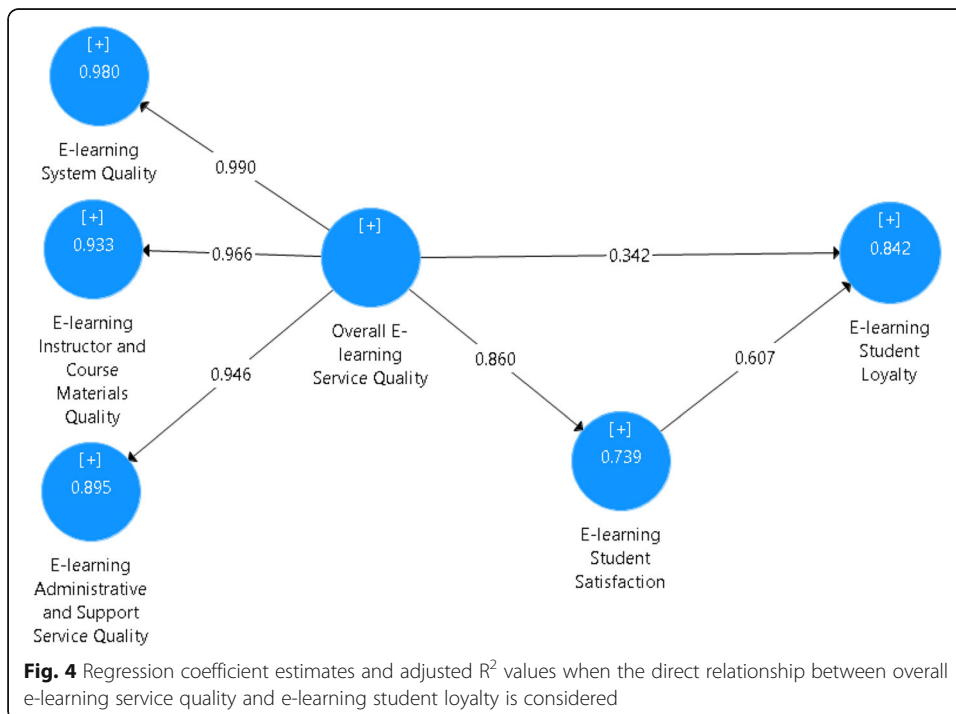 [+]
0.980
E-learning
System Quality
0.990
[+]
0.933
E-learning
Instructor and
Course
Materials
Quality
0.966
[+]
0.895
E-learning
Administrative
and Support
Service Quality
0.946
[+]
Overall E-
learning
Service Quality
0.342
0.860
[+]
0.739
E-learning
Student
Satisfaction
0.607
[+]
0.842
E-learning
Student
Loyalty
Fig. 4 Regression coefficient estimates and adjusted R² values when the direct relationship between overall
e-learning service quality and e-learning student loyalty is considered